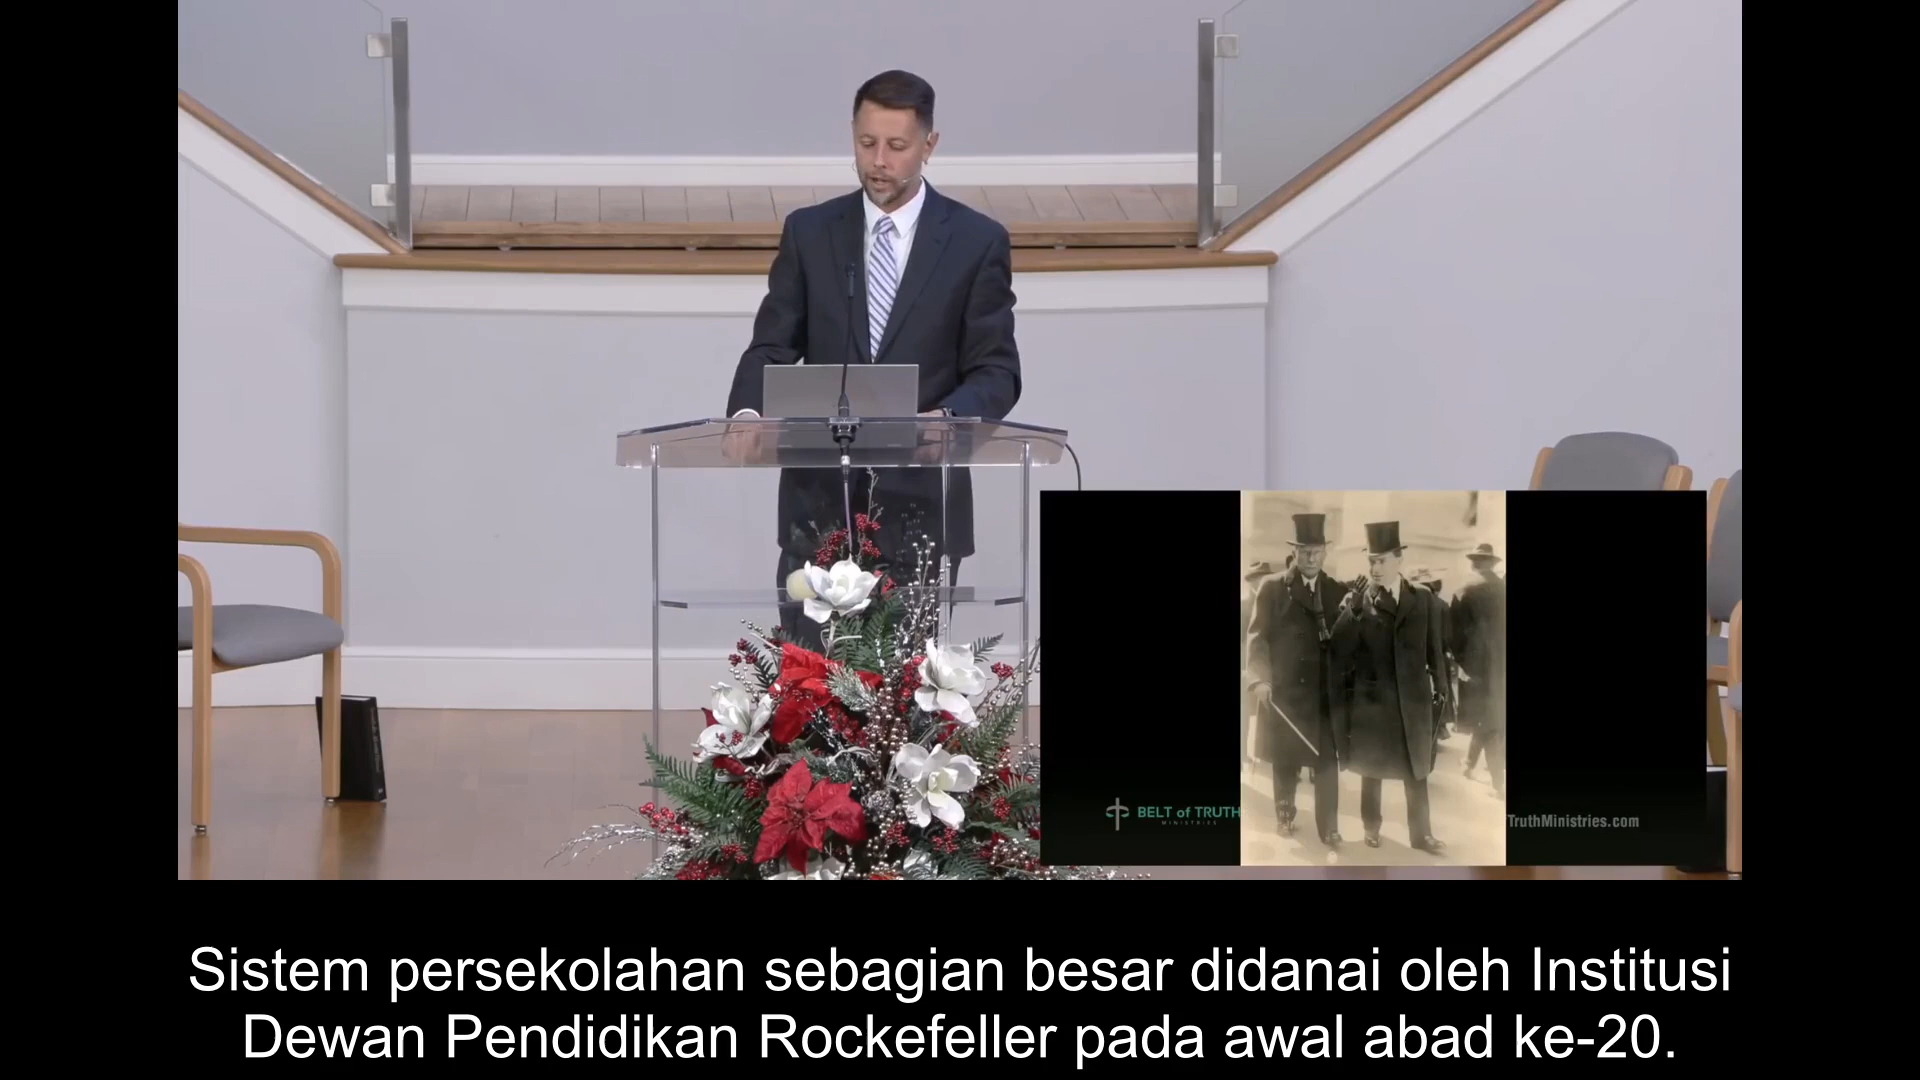 BELT of TRUTH
MINISTRIES
TruthMinistries.com
Sistem persekolahan sebagian besar didanai oleh Institusi
Dewan Pendidikan Rockefeller pada awal abad ke-20.